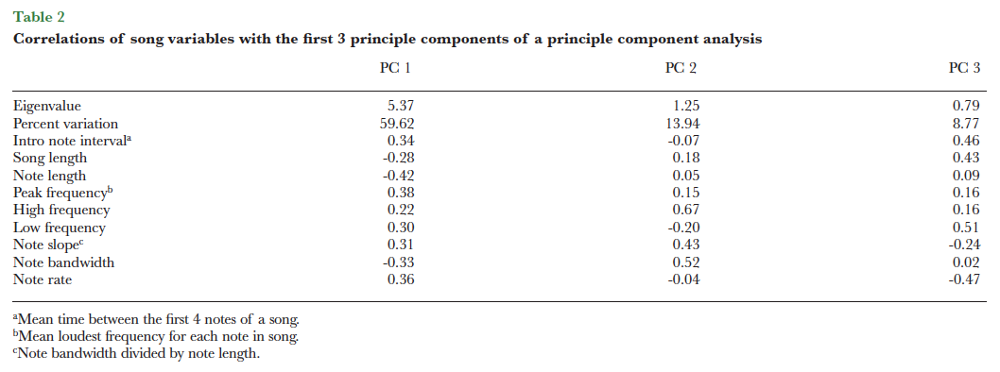 Table 2
Correlations of song variables with the first 3 principle components of a principle component analysis
PC 1 PC 2 PC 3
Eigenvalue 5.37 1.25 0.79
Percent variation 59.62 13.94 8.77
Intro note intervalᵃ 0.34 -0.07 0.46
Song length -0.28 0.18 0.43
Note length -0.42 0.05 0.09
Peak frequencyᵇ 0.38 0.15 0.16
High frequency 0.22 0.67 0.16
Low frequency 0.30 -0.20 0.51
Note slopeᶜ 0.31 0.43 -0.24
Note bandwidth -0.33 0.52 0.02
Note rate 0.36 -0.04 -0.47
ᵃMean time between the first 4 notes of a song.
ᵇMean loudest frequency for each note in song.
ᶜNote bandwidth divided by note length.